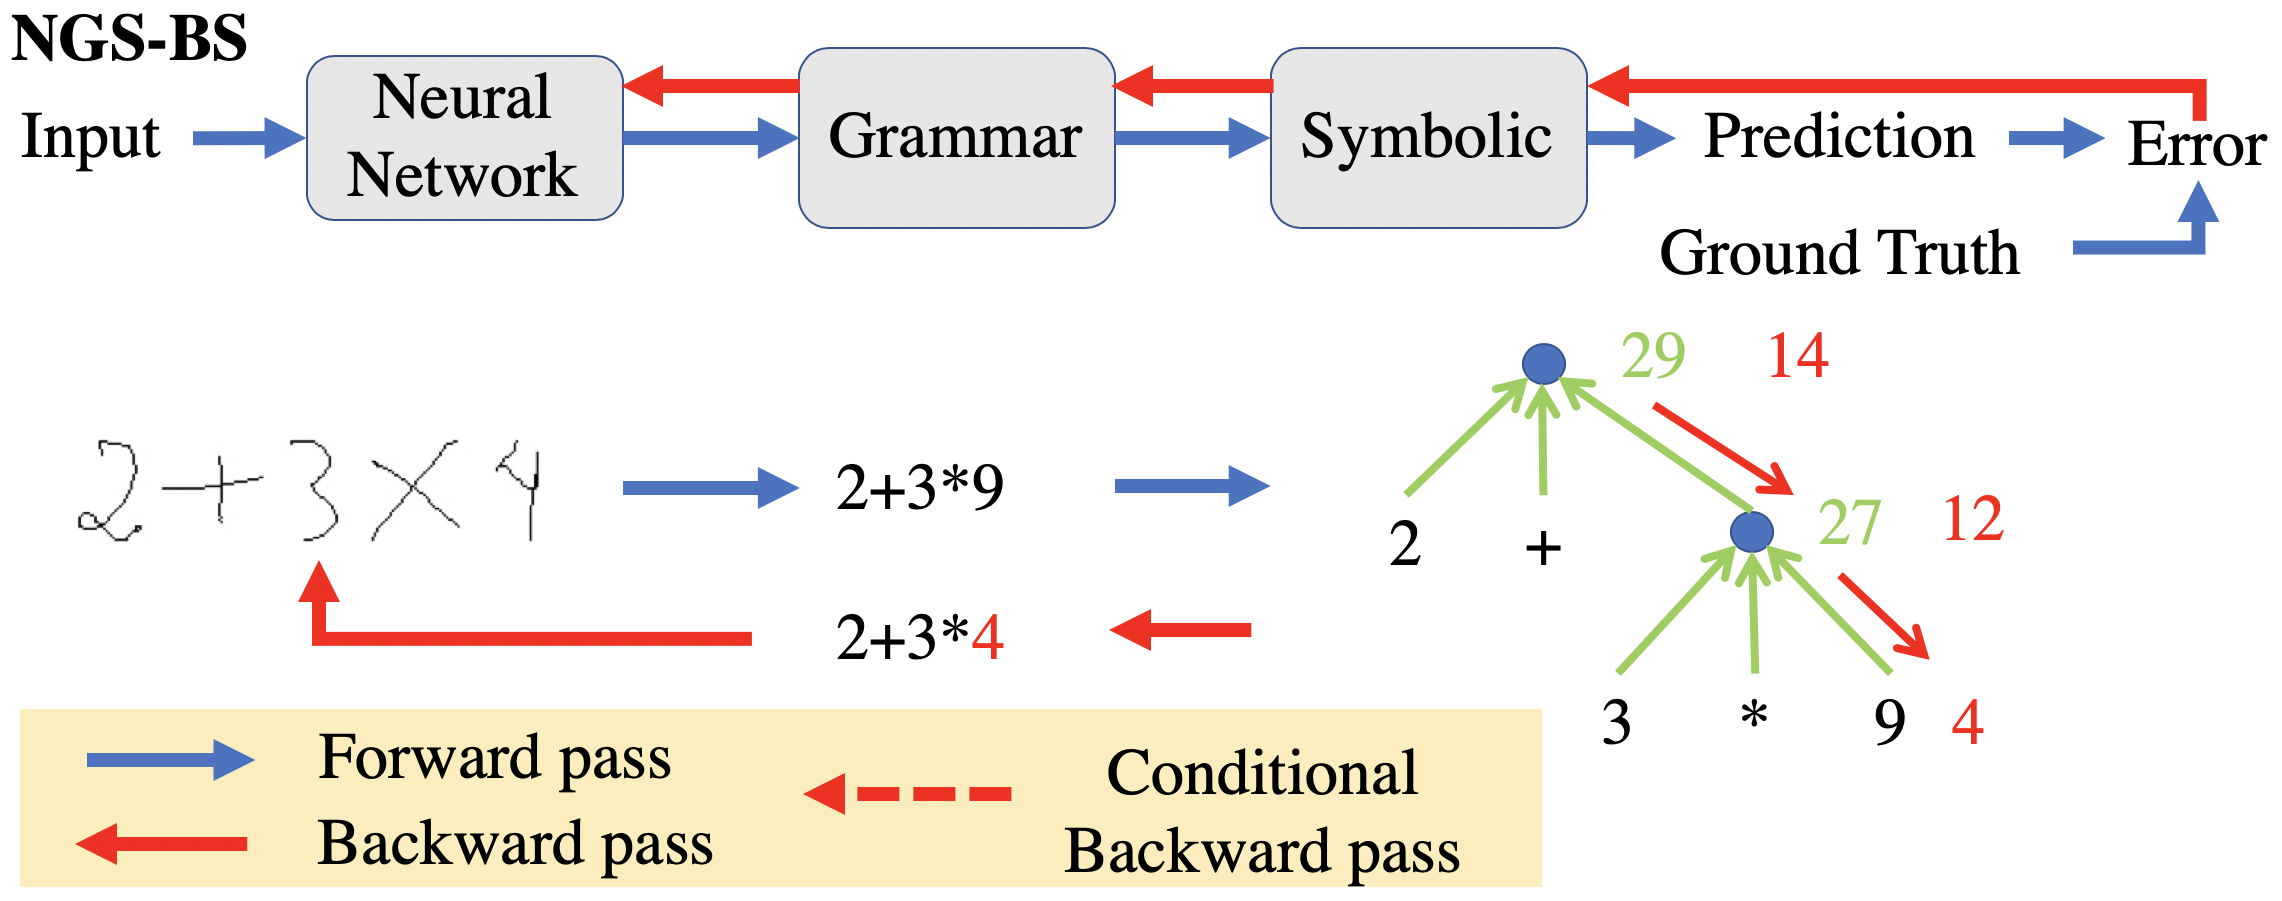 NGS-BS
Input
Neural
Network
Grammar
Symbolic
Prediction
Error
Ground Truth
29 14
2+3×4
2+3*9
2 +
27 12
2+3*4
3 * 9 4
Forward pass
Backward pass
Conditional
Backward pass